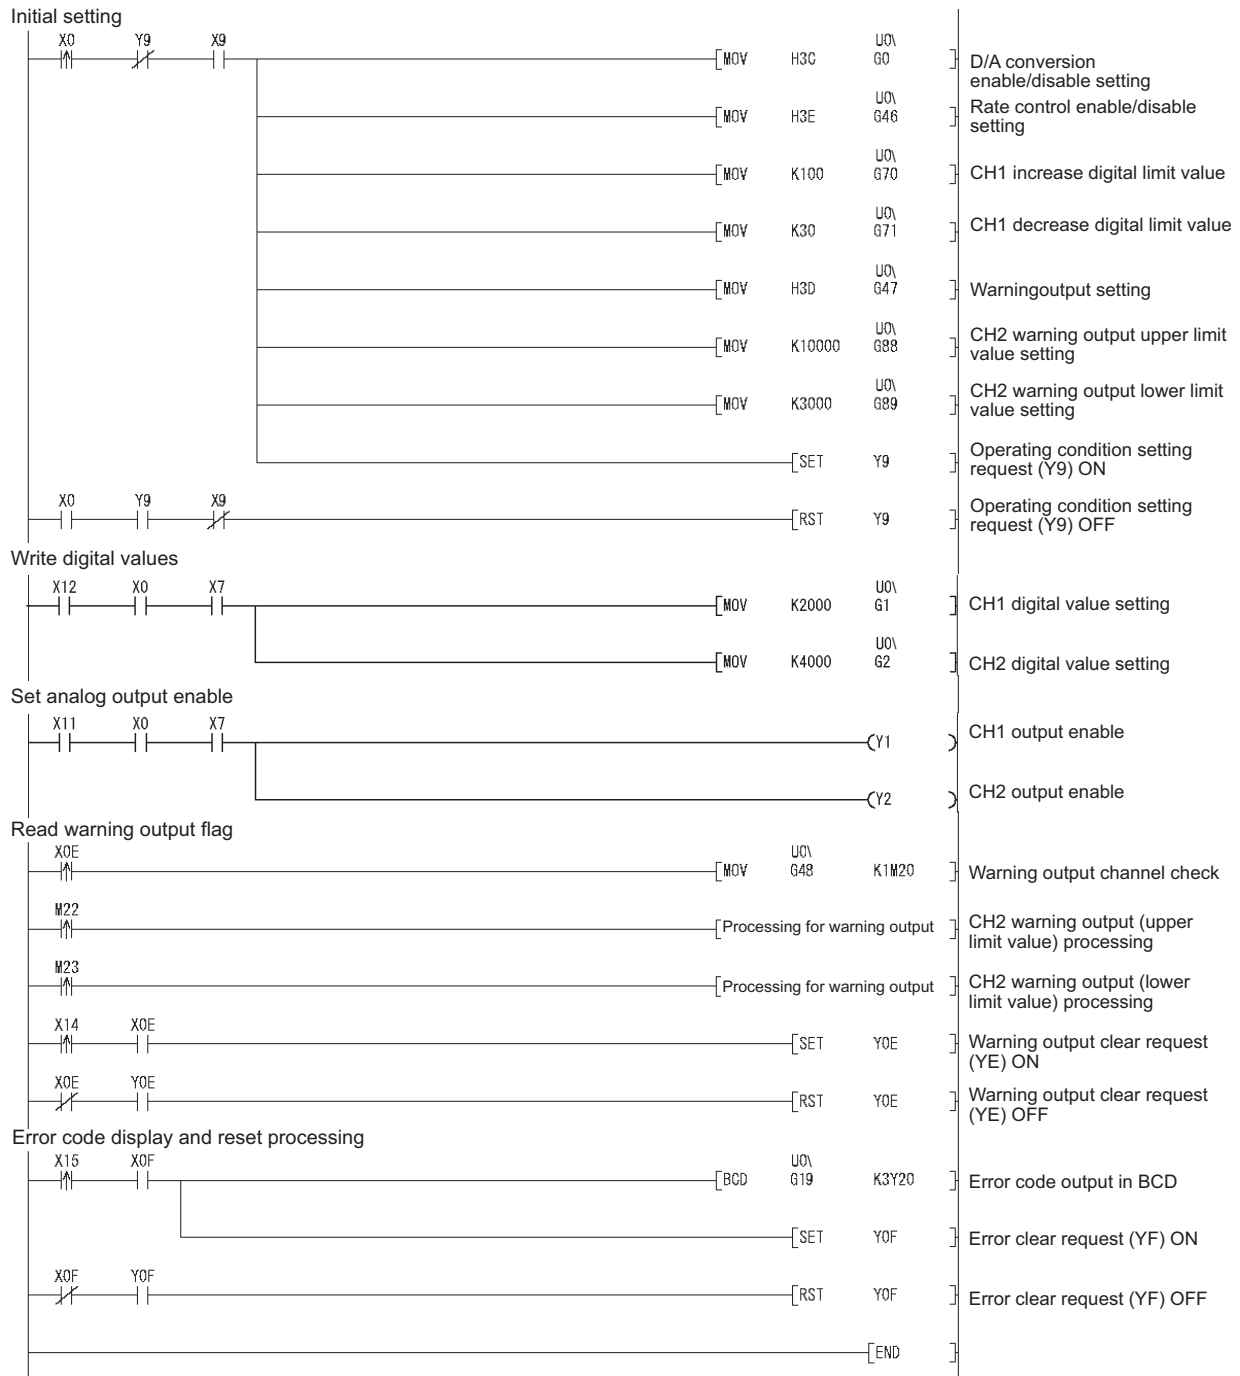 Initial setting
X0 Y9 X9 U0\
MOV H3C G0 D/A conversion
enable/disable setting
U0\
MOV H3E G46 Rate control enable/disable
setting
U0\
MOV K100 G70 CH1 increase digital limit value
U0\
MOV K30 G71 CH1 decrease digital limit value
U0\
MOV H3D G47 Warningoutput setting
U0\
MOV K10000 G88 CH2 warning output upper limit
value setting
U0\
MOV K3000 G89 CH2 warning output lower limit
value setting
SET Y9 Operating condition setting
request (Y9) ON
X0 Y9 X9
RST Y9 Operating condition setting
request (Y9) OFF
Write digital values
X12 X0 X7 U0\
MOV K2000 G1 CH1 digital value setting
U0\
MOV K4000 G2 CH2 digital value setting
Set analog output enable
X11 X0 X7
Y1 CH1 output enable
Y2 CH2 output enable
Read warning output flag
X0E U0\
MOV G48 K1M20 Warning output channel check
M22
Processing for warning output CH2 warning output (upper
limit value) processing
M23
Processing for warning output CH2 warning output (lower
limit value) processing
X14 X0E
SET Y0E Warning output clear request
(YE) ON
X0E Y0E
RST Y0E Warning output clear request
(YE) OFF
Error code display and reset processing
X15 X0F U0\
BCD G19 K3Y20 Error code output in BCD
SET Y0F Error clear request (YF) ON
X0F Y0F
RST Y0F Error clear request (YF) OFF
END